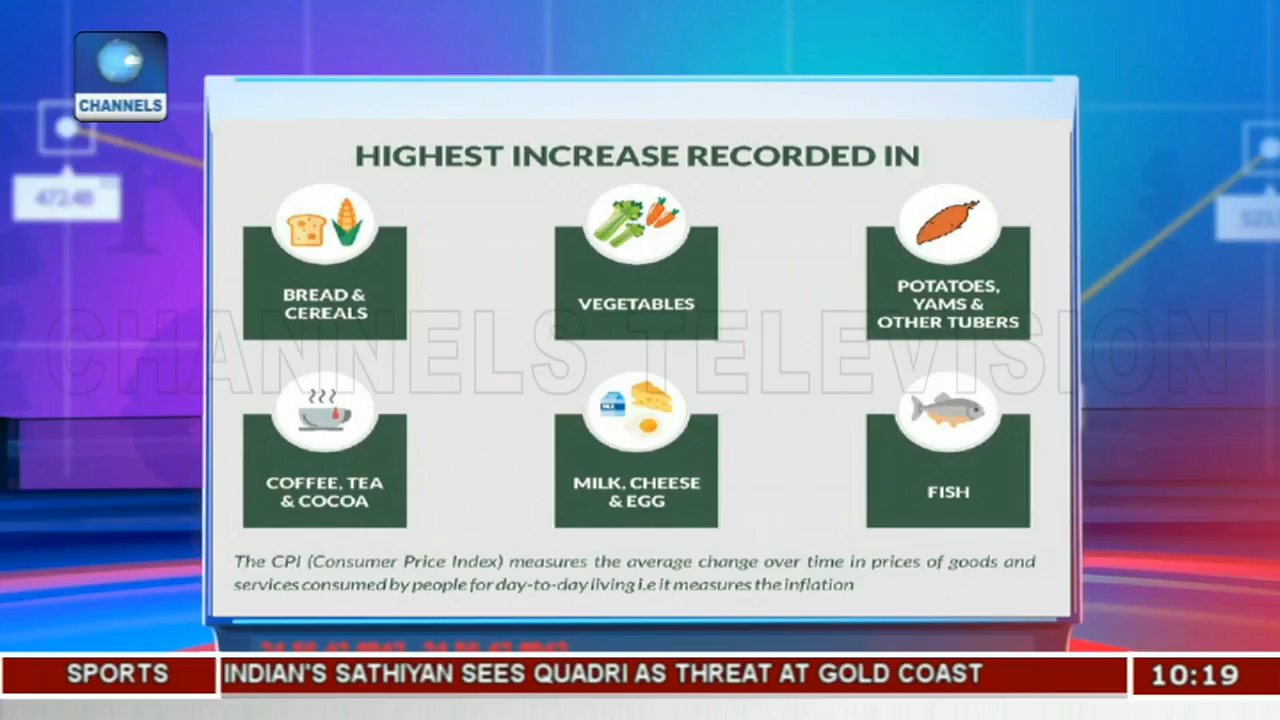 CHANNELS
472.48
HIGHEST INCREASE RECORDED IN
BREAD &
CEREALS
VEGETABLES
POTATOES,
YAMS &
OTHER TUBERS
CHANNELS TELEVISION
COFFEE, TEA
& COCOA
MILK, CHEESE
& EGG
FISH
The CPI (Consumer Price Index) measures the average change over time in prices of goods and
services consumed by people for day-to-day living i.e it measures the inflation
SPORTS
INDIAN'S SATHIYAN SEES QUADRI AS THREAT AT GOLD COAST
10:19